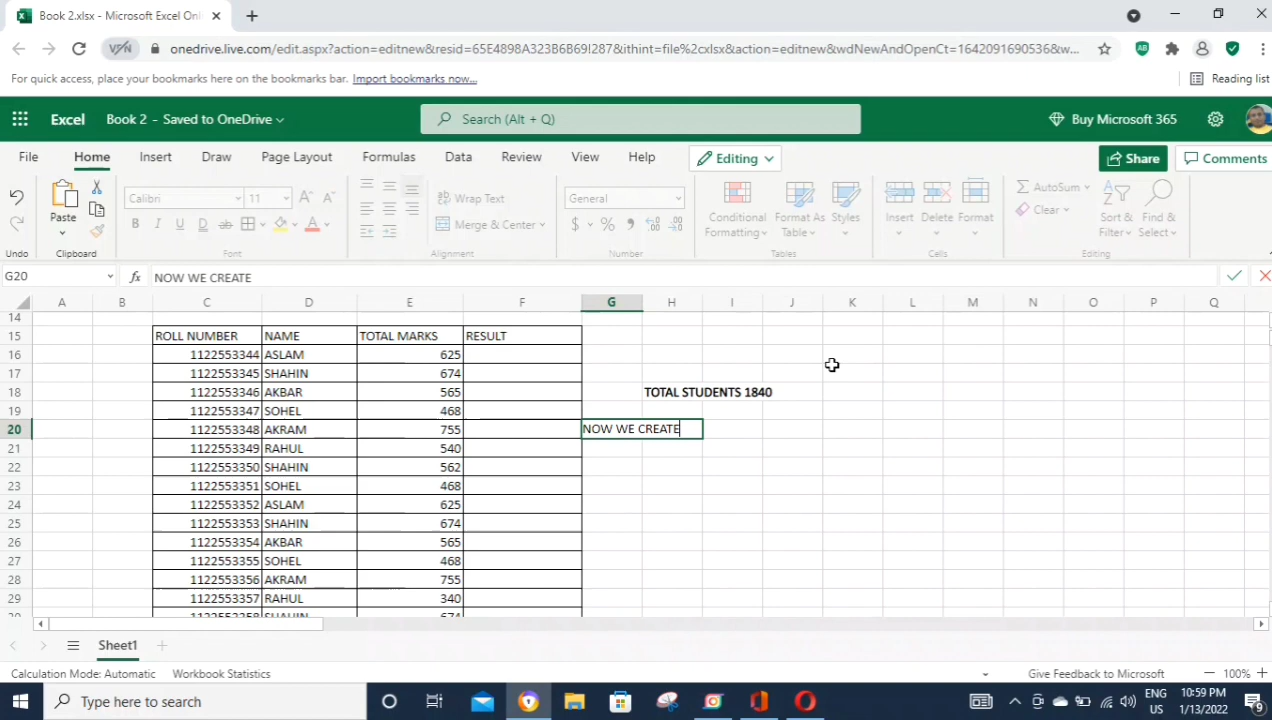 Book 2.xlsx - Microsoft Excel Onl
onedrive.live.com/edit.aspx?action=editnew&resid=65E4898A323B6B69!287&ithint=file%2cxlsx&action=editnew&wdNewAndOpenCt=1642091690536&w...
For quick access, place your bookmarks here on the bookmarks bar. Import bookmarks now...
Reading list
Excel Book 2 - Saved to OneDrive
Search (Alt + Q)
Buy Microsoft 365
File Home Insert Draw Page Layout Formulas Data Review View Help Editing Share Comments
Paste Calibri 11 Wrap Text General Conditional Format As Styles Insert Delete Format AutoSum Sort & Find &
Merge & Center Formatting Table Clear Filter Select
Undo Clipboard Font Alignment Number Tables Cells Editing
G20 fx NOW WE CREATE
A B C D E F G H I J K L M N O P Q
14
15 ROLL NUMBER NAME TOTAL MARKS RESULT
16 1122553344 ASLAM 625
17 1122553345 SHAHIN 674
18 1122553346 AKBAR 565 TOTAL STUDENTS 1840
19 1122553347 SOHEL 468
20 1122553348 AKRAM 755 NOW WE CREATE
21 1122553349 RAHUL 540
22 1122553350 SHAHIN 562
23 1122553351 SOHEL 468
24 1122553352 ASLAM 625
25 1122553353 SHAHIN 674
26 1122553354 AKBAR 565
27 1122553355 SOHEL 468
28 1122553356 AKRAM 755
29 1122553357 RAHUL 340
30 1122553358 SHAHIN 674
Sheet1
Calculation Mode: Automatic Workbook Statistics Give Feedback to Microsoft 100%
Type here to search
ENG 10:59 PM
US 1/13/2022
9